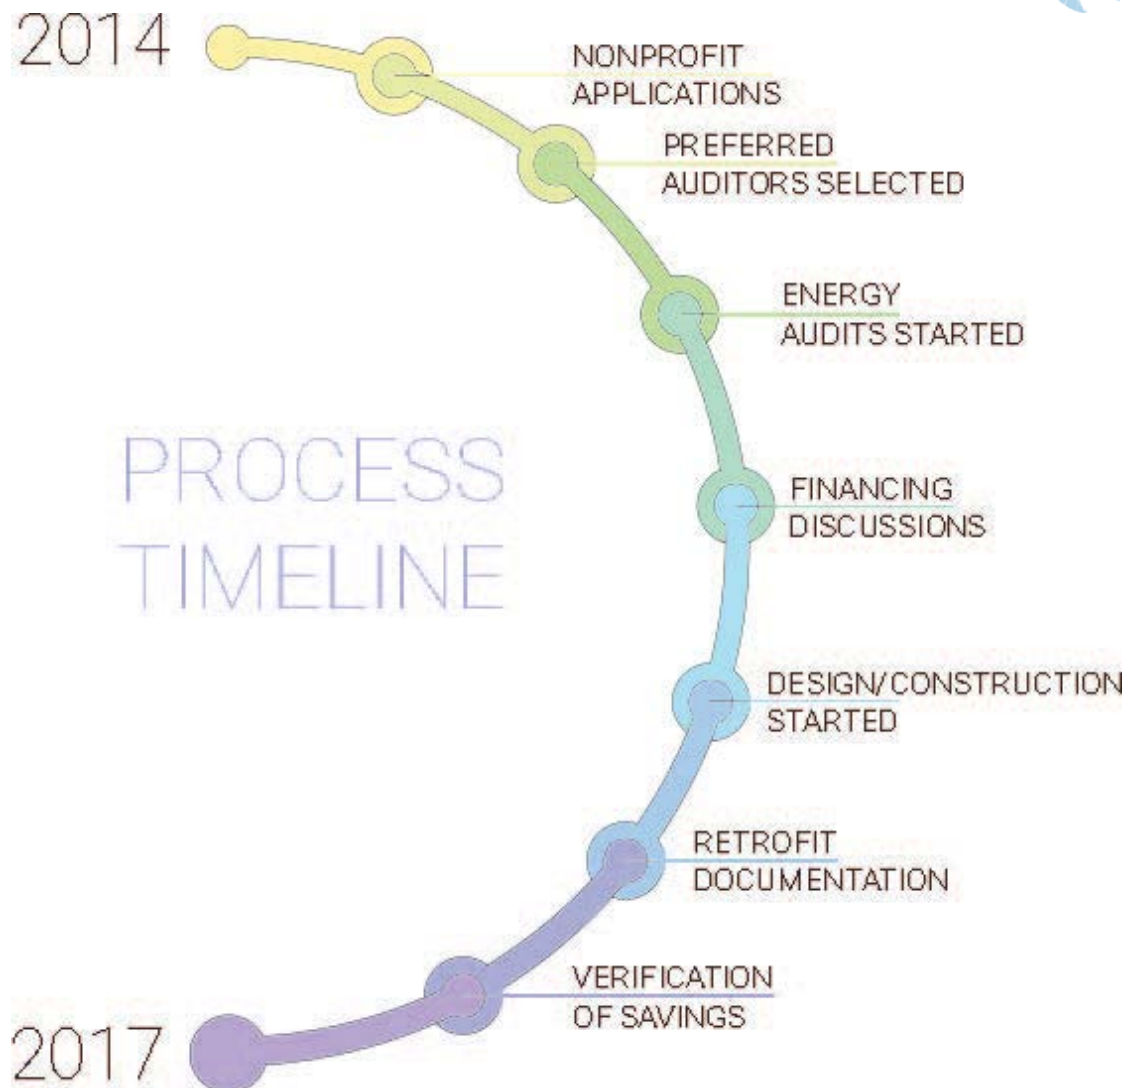 2014
NONPROFIT
APPLICATIONS
PREFERRED
AUDITORS SELECTED
ENERGY
AUDITS STARTED
PROCESS
TIMELINE
FINANCING
DISCUSSIONS
DESIGN/CONSTRUCTION
STARTED
RETROFIT
DOCUMENTATION
VERIFICATION
OF SAVINGS
2017